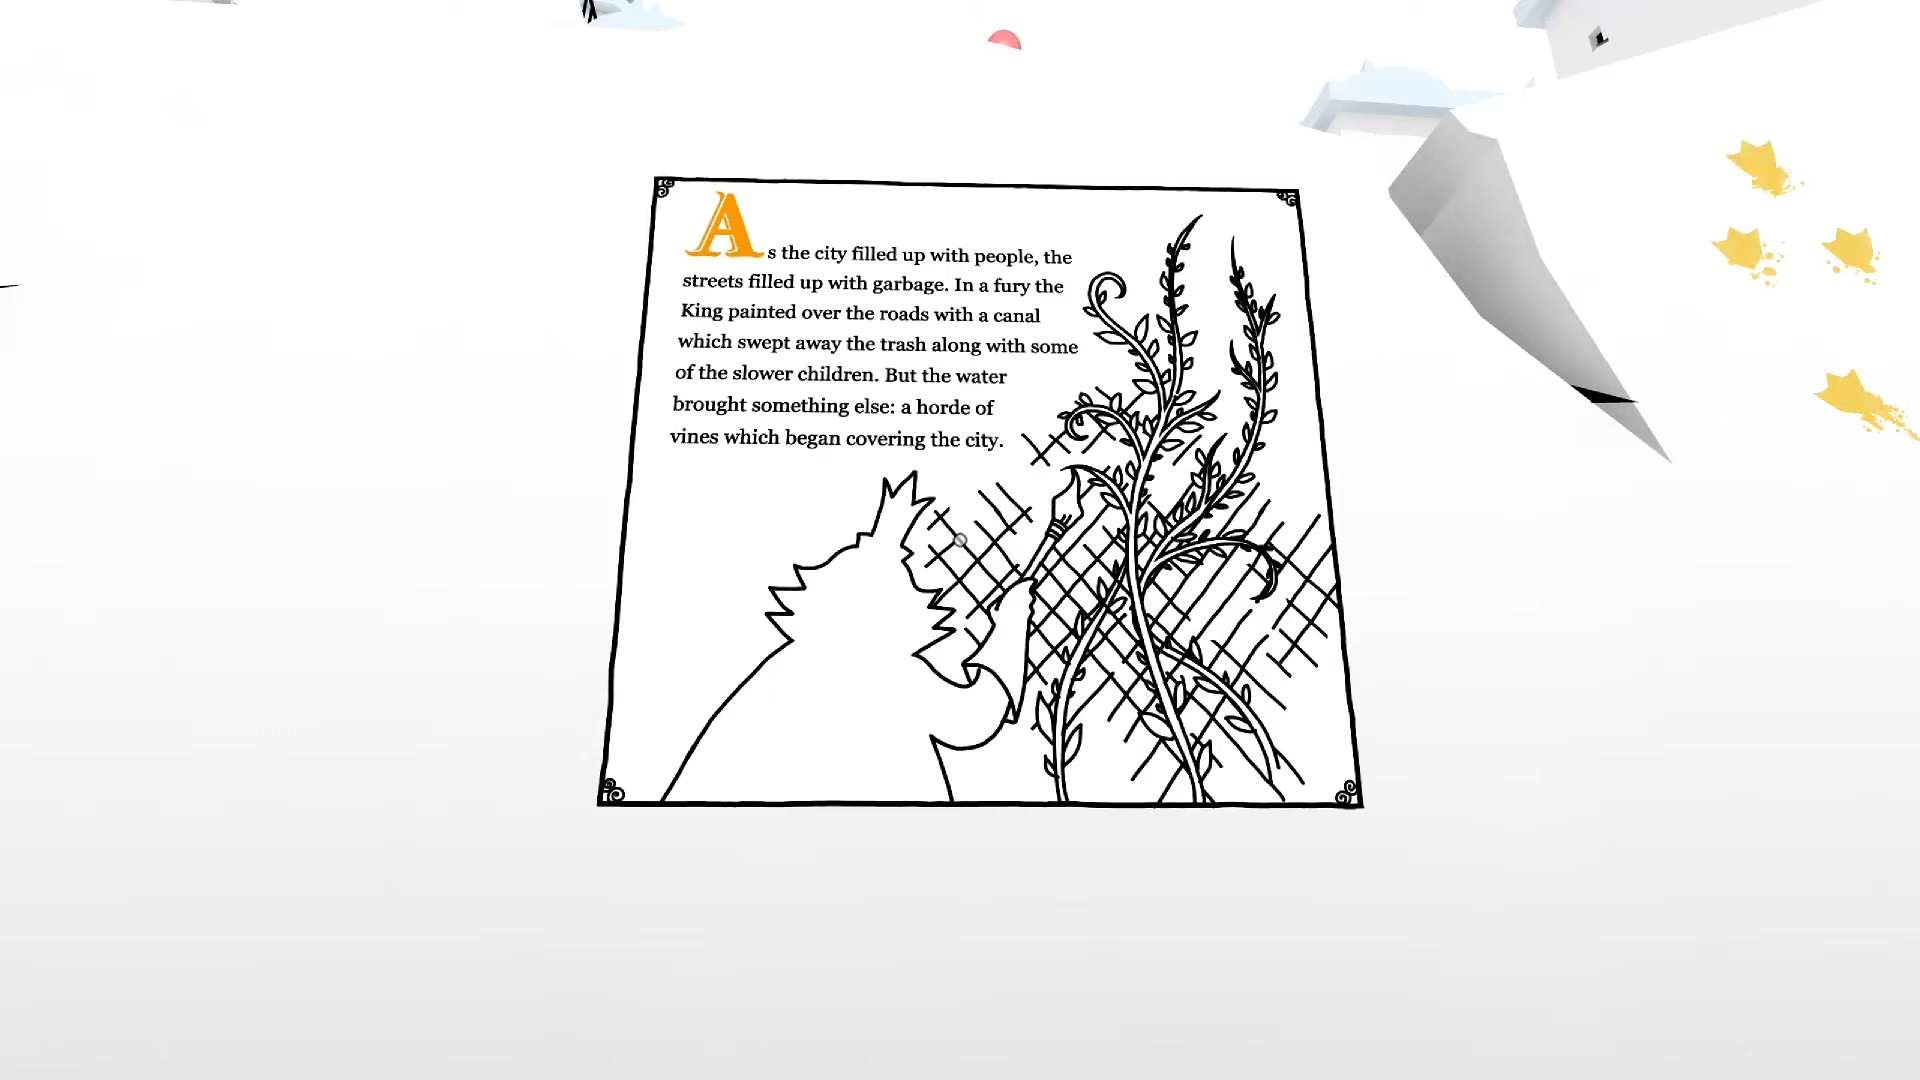 As the city filled up with people, the
streets filled up with garbage. In a fury the
King painted over the roads with a canal
which swept away the trash along with some
of the slower children. But the water
brought something else: a horde of
vines which began covering the city.